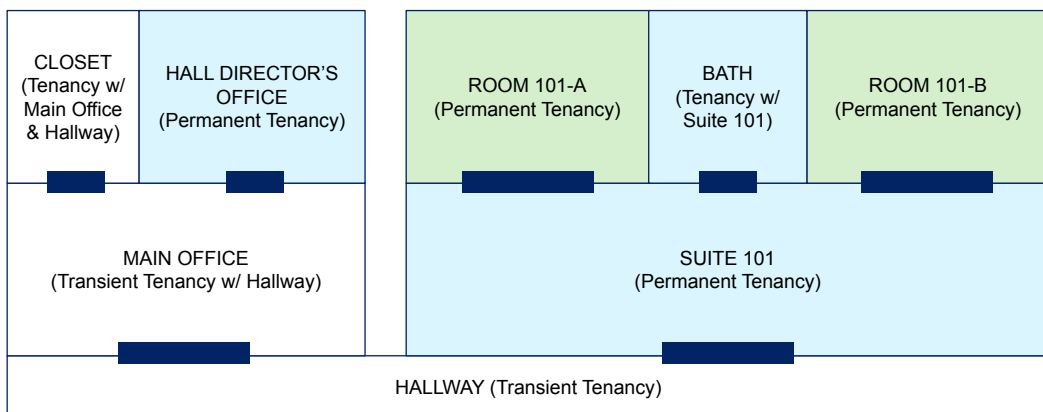 CLOSET
(Tenancy w/
Main Office
& Hallway)
HALL DIRECTOR’S
OFFICE
(Permanent Tenancy)
ROOM 101-A
(Permanent Tenancy)
BATH
(Tenancy w/
Suite 101)
ROOM 101-B
(Permanent Tenancy)
MAIN OFFICE
(Transient Tenancy w/ Hallway)
SUITE 101
(Permanent Tenancy)
HALLWAY (Transient Tenancy)